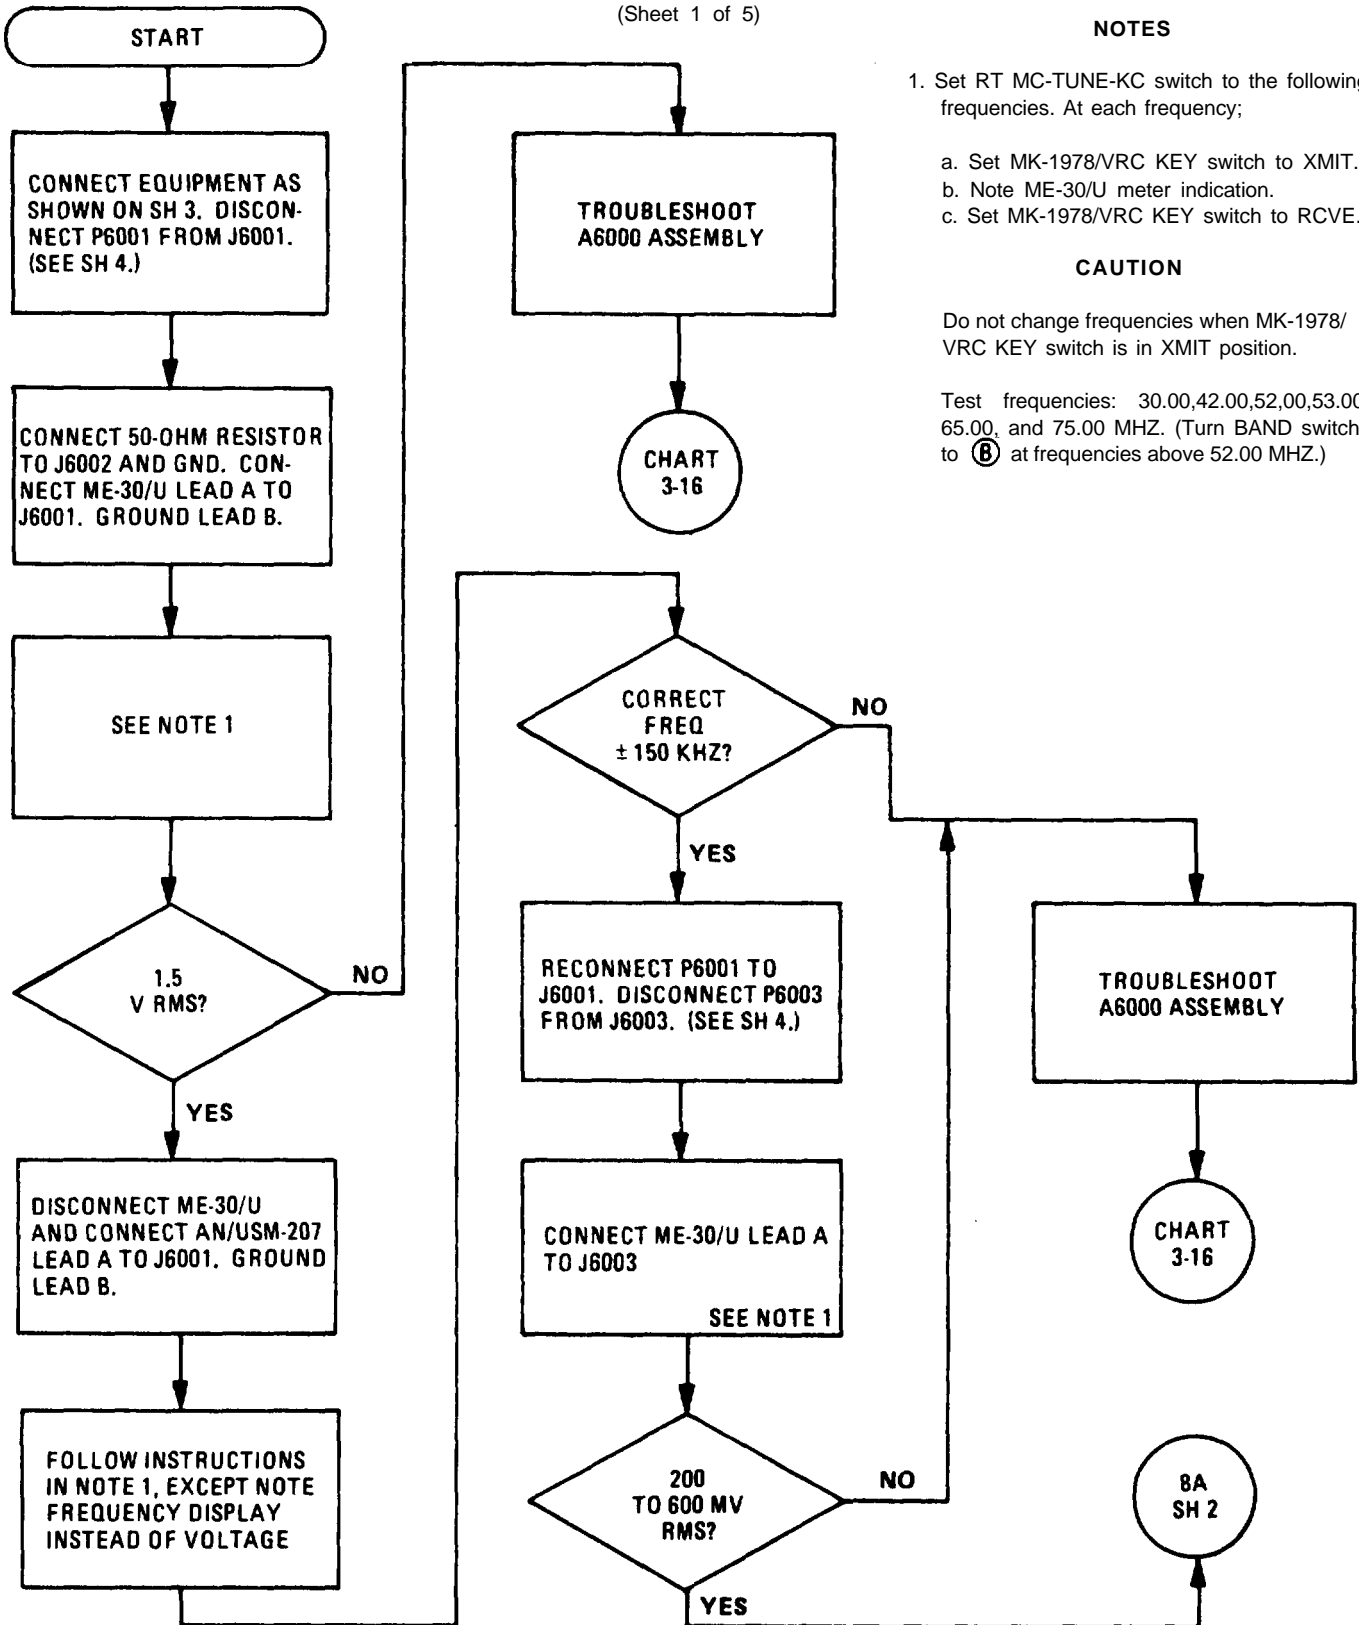 (Sheet 1 of 5)
START
CONNECT EQUIPMENT AS
SHOWN ON SH 3. DISCON-
NECT P6001 FROM J6001.
(SEE SH 4.)
CONNECT 50-OHM RESISTOR
TO J6002 AND GND. CON-
NECT ME-30/U LEAD A TO
J6001. GROUND LEAD B.
SEE NOTE 1
1.5
V RMS?
NO
YES
DISCONNECT ME-30/U
AND CONNECT AN/USM-207
LEAD A TO J6001. GROUND
LEAD B.
FOLLOW INSTRUCTIONS
IN NOTE 1, EXCEPT NOTE
FREQUENCY DISPLAY
INSTEAD OF VOLTAGE
TROUBLESHOOT
A6000 ASSEMBLY
CHART
3-16
CORRECT
FREQ
± 150 KHZ?
NO
YES
RECONNECT P6001 TO
J6001. DISCONNECT P6003
FROM J6003. (SEE SH 4.)
CONNECT ME-30/U LEAD A
TO J6003
SEE NOTE 1
200
TO 600 MV
RMS?
NO
YES
NOTES
1. Set RT MC-TUNE-KC switch to the following
frequencies. At each frequency;
a. Set MK-1978/VRC KEY switch to XMIT.
b. Note ME-30/U meter indication.
c. Set MK-1978/VRC KEY switch to RCVE.
CAUTION
Do not change frequencies when MK-1978/
VRC KEY switch is in XMIT position.
Test frequencies: 30.00,42.00,52,00,53.00
65.00, and 75.00 MHZ. (Turn BAND switch
to B at frequencies above 52.00 MHZ.)
TROUBLESHOOT
A6000 ASSEMBLY
CHART
3-16
8A
SH 2